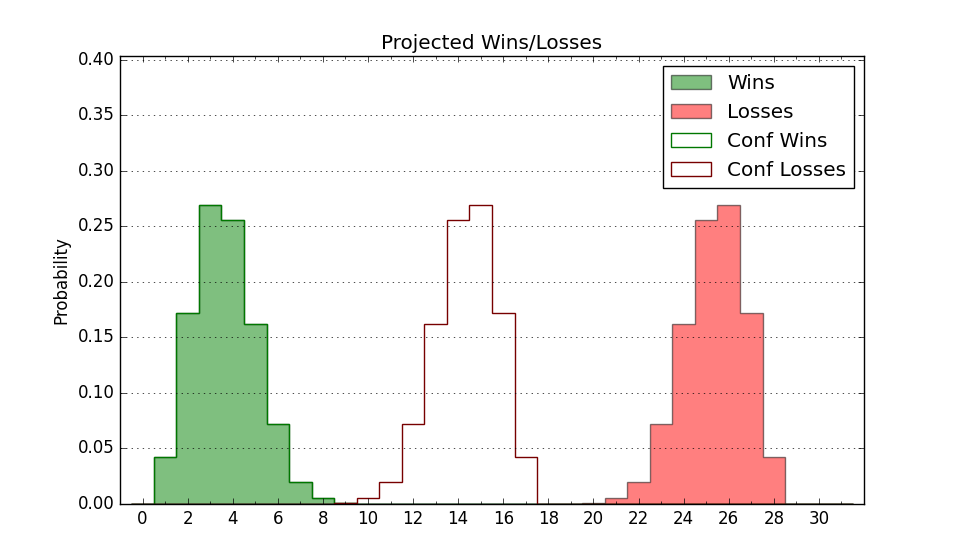 Projected Wins/Losses
0.40
0.35
0.30
0.25
0.20
0.15
0.10
0.05
0.00
Probability
Wins
Losses
Conf Wins
Conf Losses
0 2 4 6 8 10 12 14 16 18 20 22 24 26 28 30